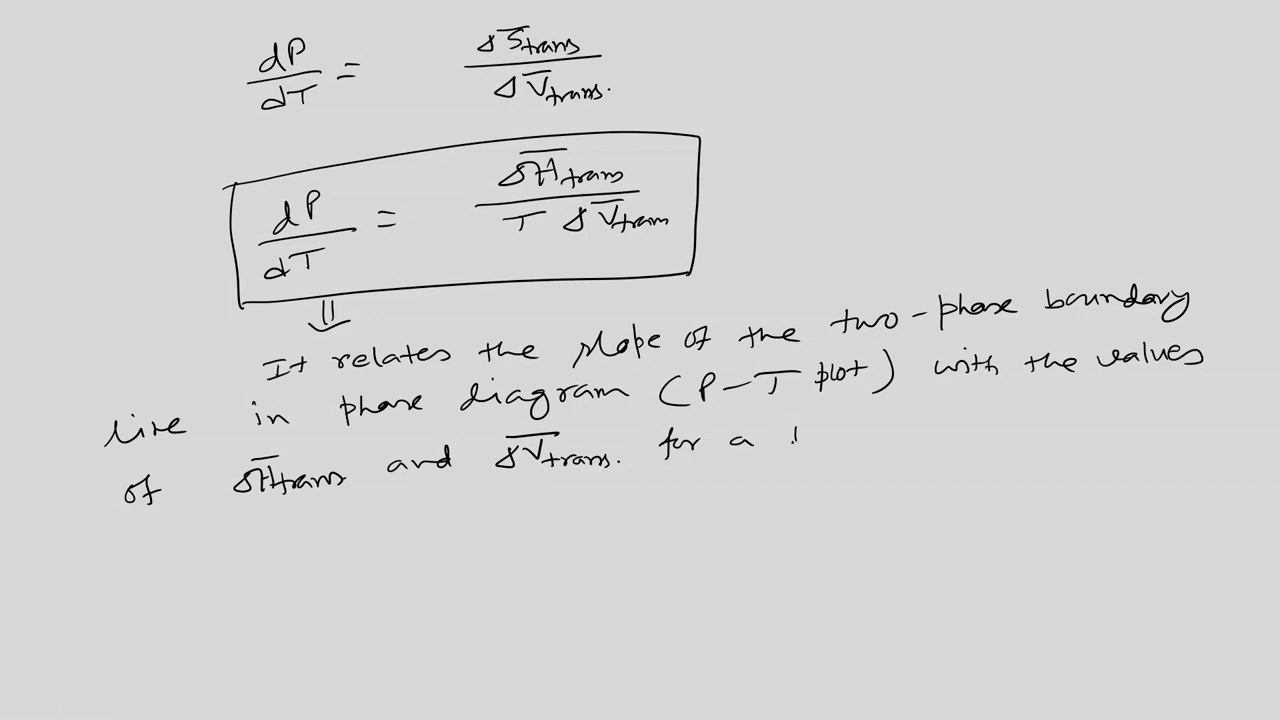 dP/dT = ΔS̅trans/ΔV̅trans.
dP/dT = ΔH̅trans/T ΔV̅trans
It relates the slope of the two-phase boundary
line in phase diagram (P-T plot) with the values
of ΔH̅trans and ΔV̅trans. for a